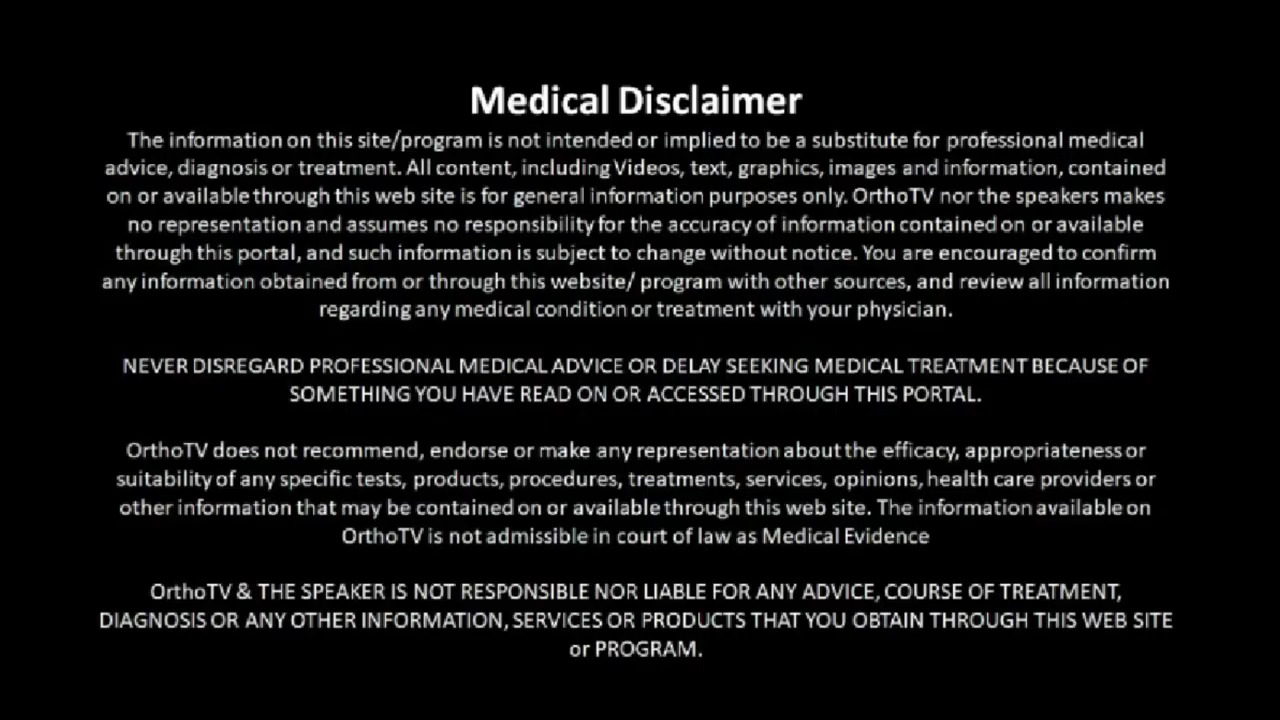 Medical Disclaimer
The information on this site/program is not intended or implied to be a substitute for professional medical
advice, diagnosis or treatment. All content, including Videos, text, graphics, images and information, contained
on or available through this web site is for general information purposes only. OrthoTV nor the speakers makes
no representation and assumes no responsibility for the accuracy of information contained on or available
through this portal, and such information is subject to change without notice. You are encouraged to confirm
any information obtained from or through this website/ program with other sources, and review all information
regarding any medical condition or treatment with your physician.
NEVER DISREGARD PROFESSIONAL MEDICAL ADVICE OR DELAY SEEKING MEDICAL TREATMENT BECAUSE OF
SOMETHING YOU HAVE READ ON OR ACCESSED THROUGH THIS PORTAL.
OrthoTV does not recommend, endorse or make any representation about the efficacy, appropriateness or
suitability of any specific tests, products, procedures, treatments, services, opinions, health care providers or
other information that may be contained on or available through this web site. The information available on
OrthoTV is not admissible in court of law as Medical Evidence
OrthoTV & THE SPEAKER IS NOT RESPONSIBLE NOR LIABLE FOR ANY ADVICE, COURSE OF TREATMENT,
DIAGNOSIS OR ANY OTHER INFORMATION, SERVICES OR PRODUCTS THAT YOU OBTAIN THROUGH THIS WEB SITE
or PROGRAM.